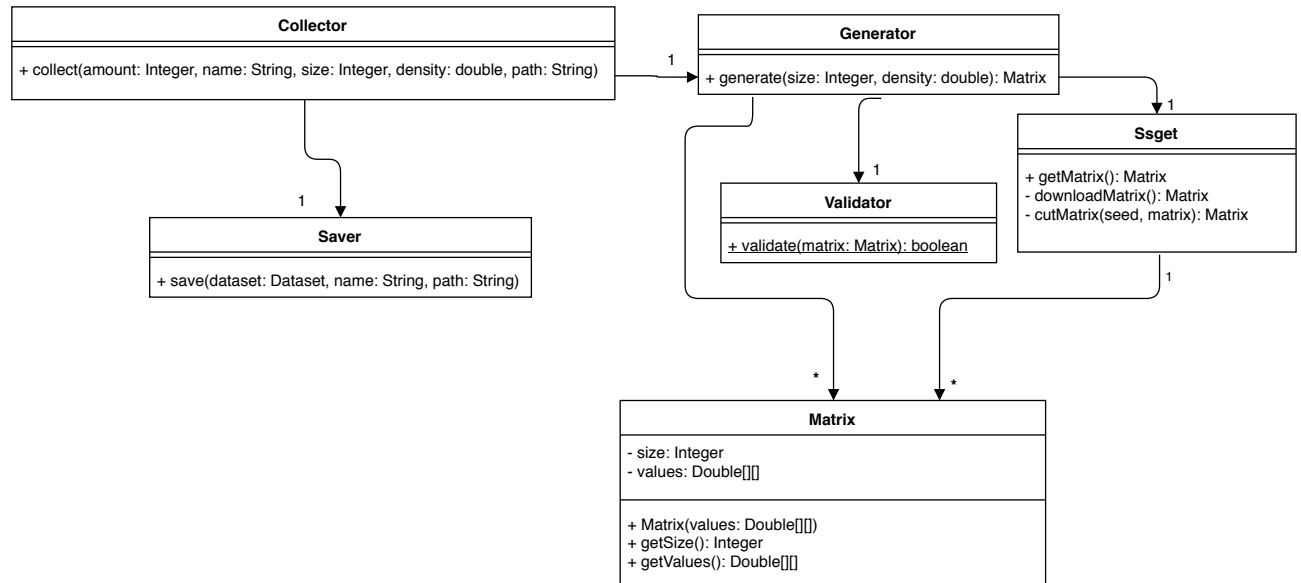 Collector
+ collect(amount: Integer, name: String, size: Integer, density: double, path: String)
1
Generator
+ generate(size: Integer, density: double): Matrix
1
Ssget
+ getMatrix(): Matrix
- downloadMatrix(): Matrix
- cutMatrix(seed, matrix): Matrix
1
Validator
+ validate(matrix: Matrix): boolean
1
Saver
+ save(dataset: Dataset, name: String, path: String)
1
*
*
Matrix
- size: Integer
- values: Double[][]
+ Matrix(values: Double[][])
+ getSize(): Integer
+ getValues(): Double[][]